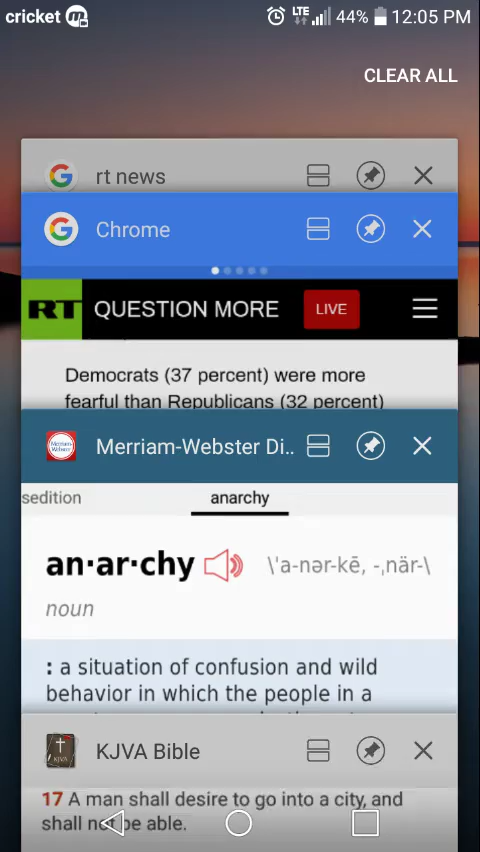 cricket LTE 44% 12:05 PM
CLEAR ALL
rt news
Chrome
RT QUESTION MORE LIVE
Democrats (37 percent) were more
fearful than Republicans (32 percent)
Merriam-Webster Di..
sedition anarchy
an·ar·chy \ˈa-nər-kē, -ˌnär-\
noun
: a situation of confusion and wild
behavior in which the people in a
KJVA Bible
17 A man shall desire to go into a city, and
shall not be able.